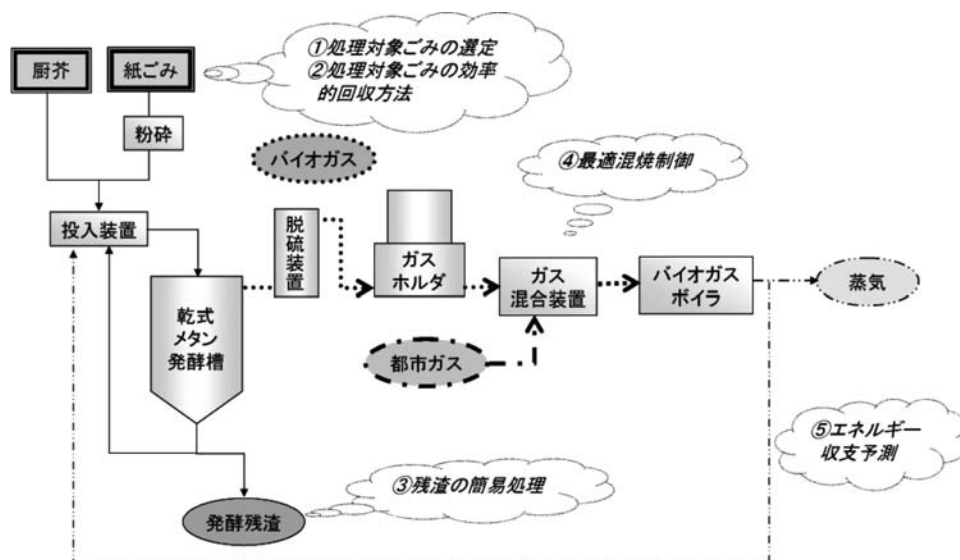 ①処理対象ごみの選定
②処理対象ごみの効率
的回収方法
厨芥
紙ごみ
粉砕
バイオガス
④最適混焼制御
投入装置
脱硫装置
ガス
ホルダ
ガス
混合装置
バイオガス
ボイラ
蒸気
乾式
メタン
発酵槽
都市ガス
⑤エネルギー
収支予測
③残渣の簡易処理
発酵残渣